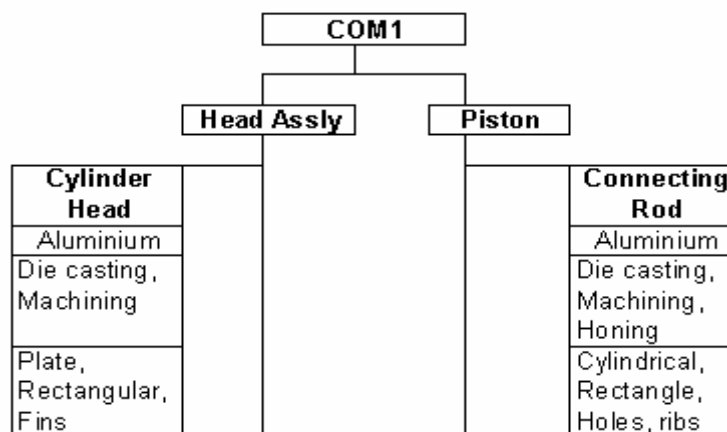 COM1
Head Assly
Piston
Cylinder
Head
Aluminium
Die casting,
Machining
Plate,
Rectangular,
Fins
Connecting
Rod
Aluminium
Die casting,
Machining,
Honing
Cylindrical,
Rectangle,
Holes, ribs